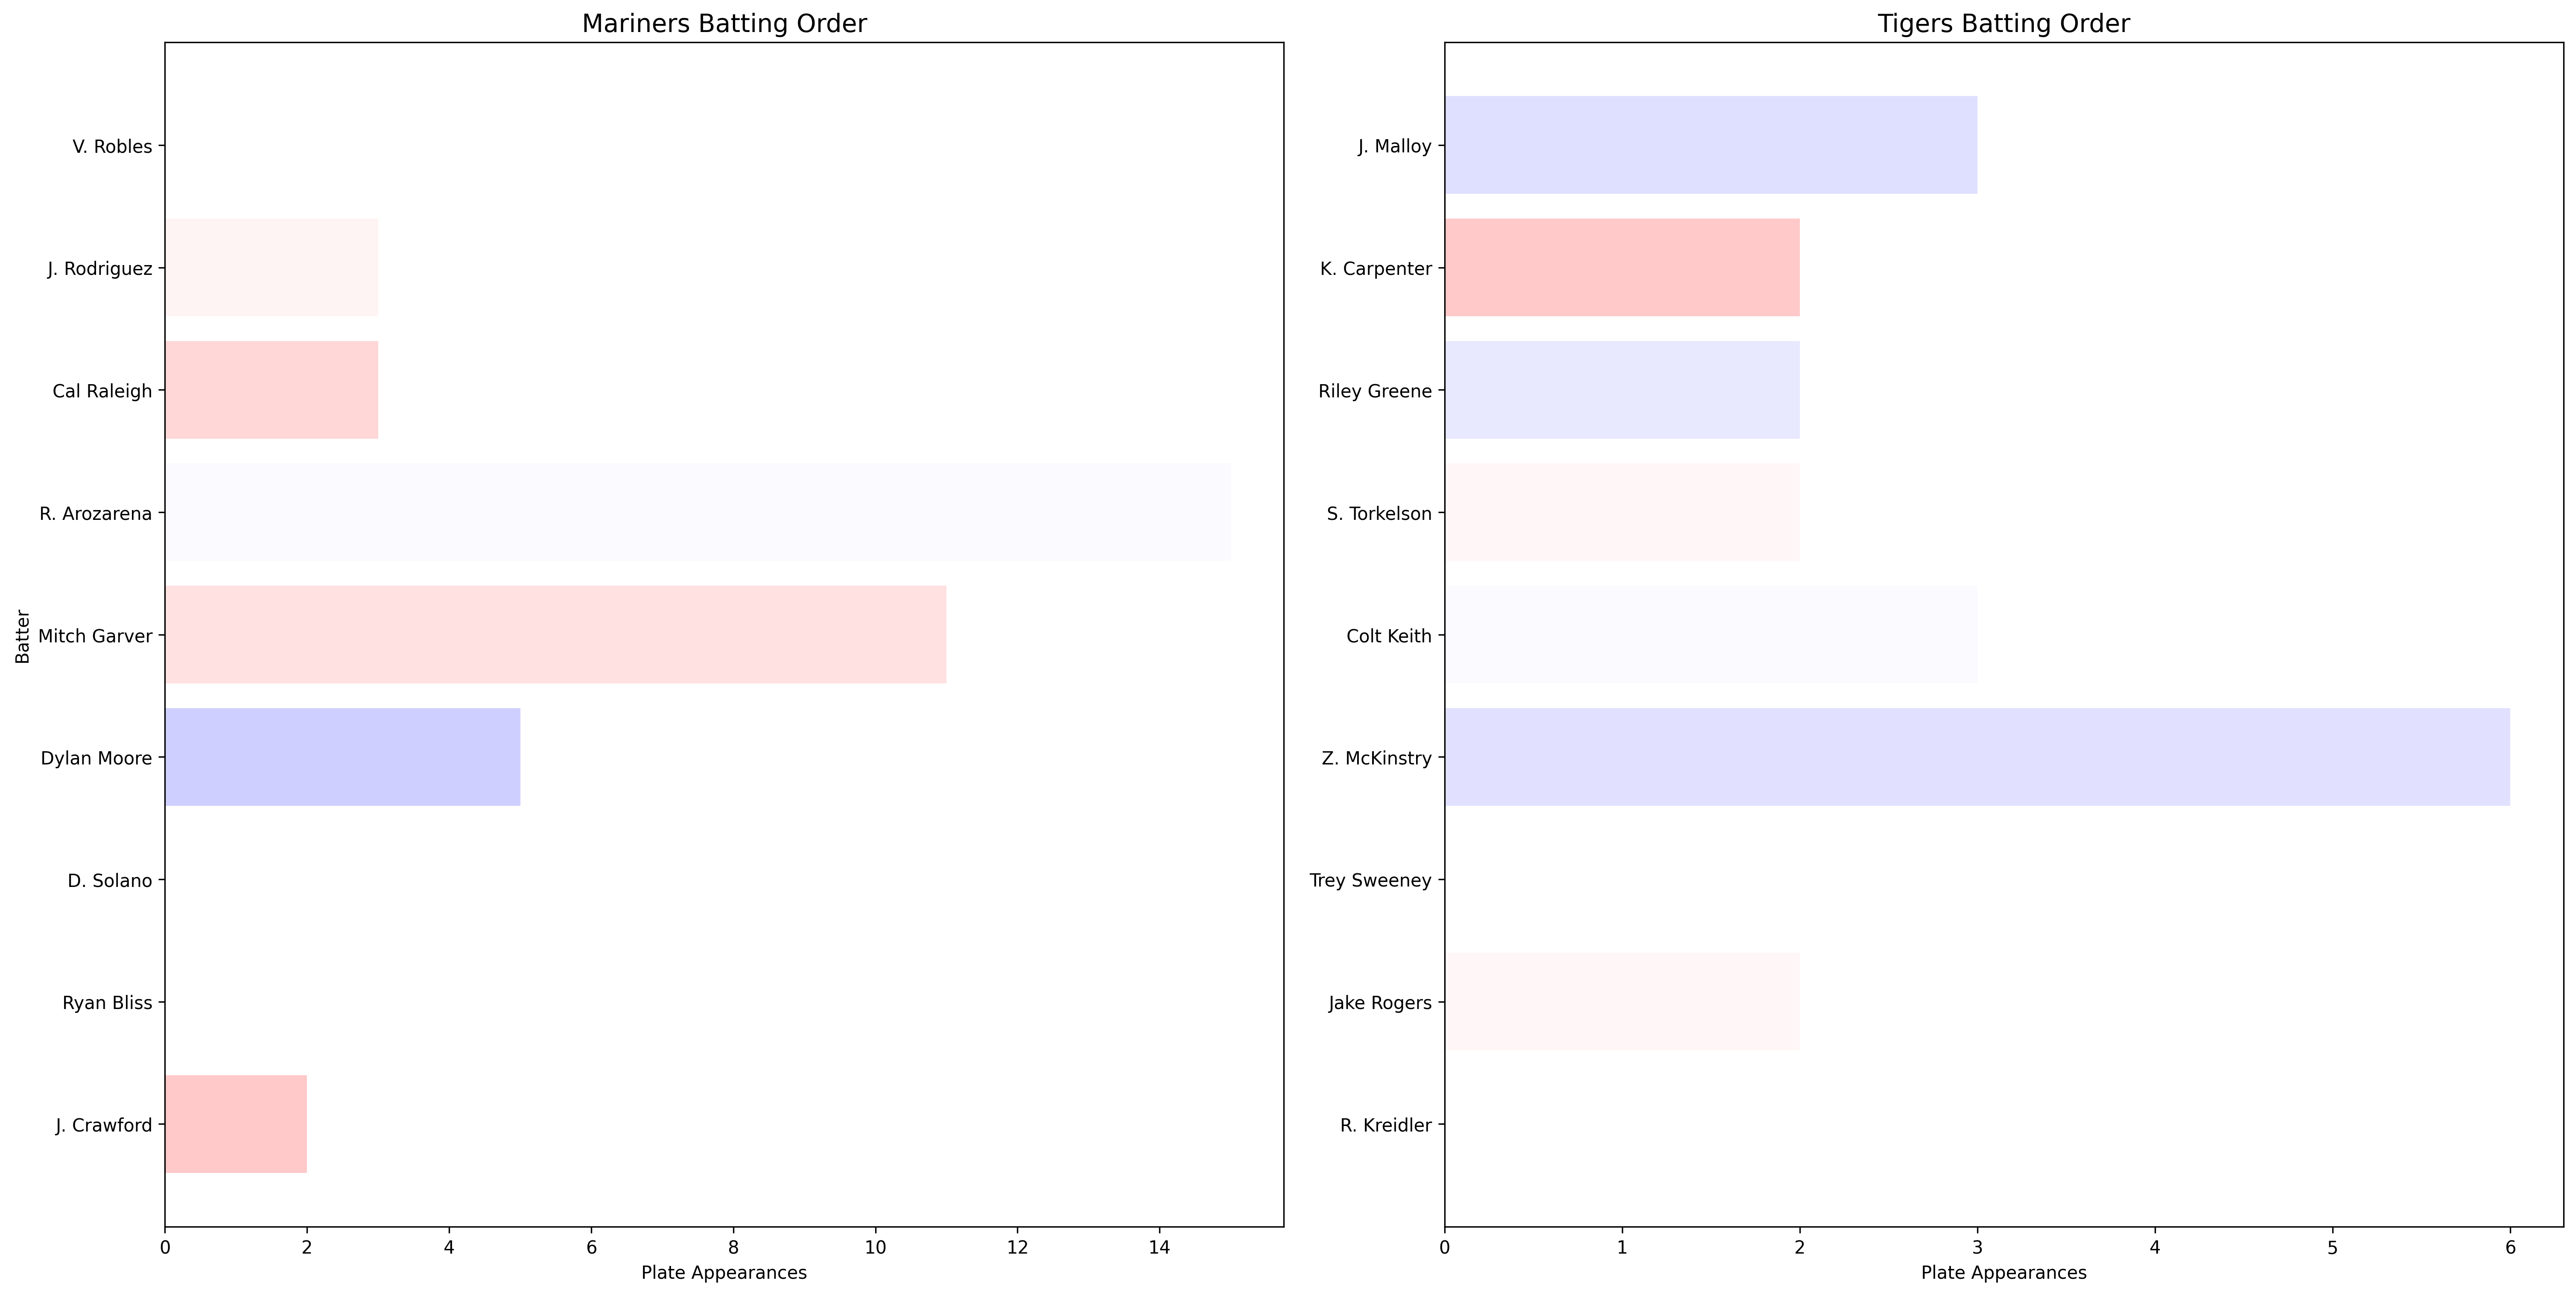 Mariners Batting Order
Batter
V. Robles
J. Rodriguez
Cal Raleigh
R. Arozarena
Mitch Garver
Dylan Moore
D. Solano
Ryan Bliss
J. Crawford
0 2 4 6 8 10 12 14
Plate Appearances
Tigers Batting Order
J. Malloy
K. Carpenter
Riley Greene
S. Torkelson
Colt Keith
Z. McKinstry
Trey Sweeney
Jake Rogers
R. Kreidler
0 1 2 3 4 5 6
Plate Appearances